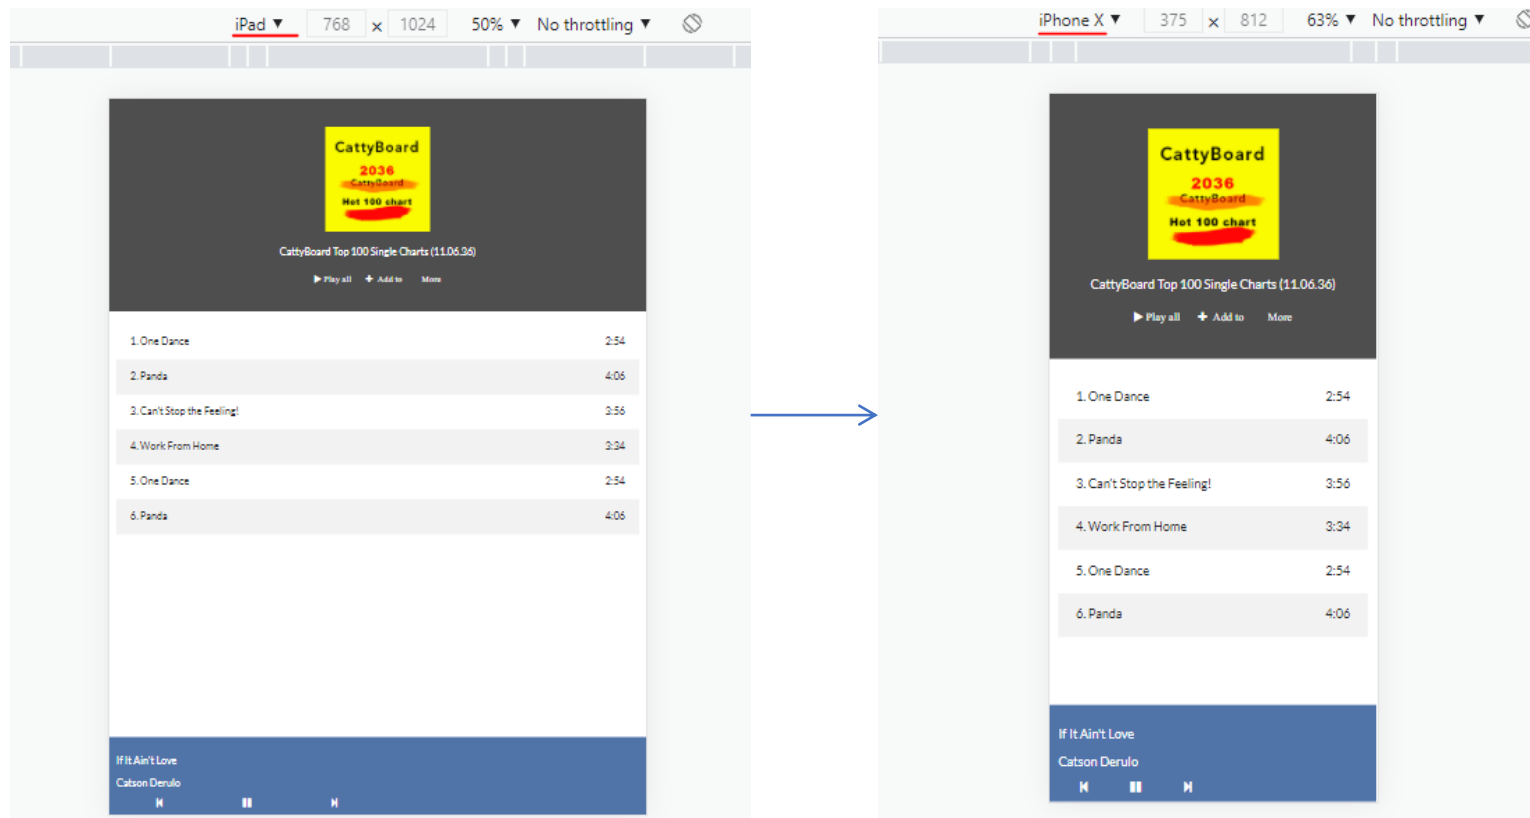 iPad ▼ 768 x 1024 50% ▼ No throttling ▼
CattyBoard
2036
CattyBoard
Hot 100 chart
CattyBoard Top 100 Single Charts (11.06.36)
Play all Add to More
1. One Dance 2:54
2. Panda 4:06
3. Can't Stop the Feeling! 3:56
4. Work From Home 3:34
5. One Dance 2:54
6. Panda 4:06
If It Ain't Love
Catson Derulo
iPhone X ▼ 375 x 812 63% ▼ No throttling ▼
CattyBoard
2036
CattyBoard
Hot 100 chart
CattyBoard Top 100 Single Charts (11.06.36)
Play all Add to More
1. One Dance 2:54
2. Panda 4:06
3. Can't Stop the Feeling! 3:56
4. Work From Home 3:34
5. One Dance 2:54
6. Panda 4:06
If It Ain't Love
Catson Derulo